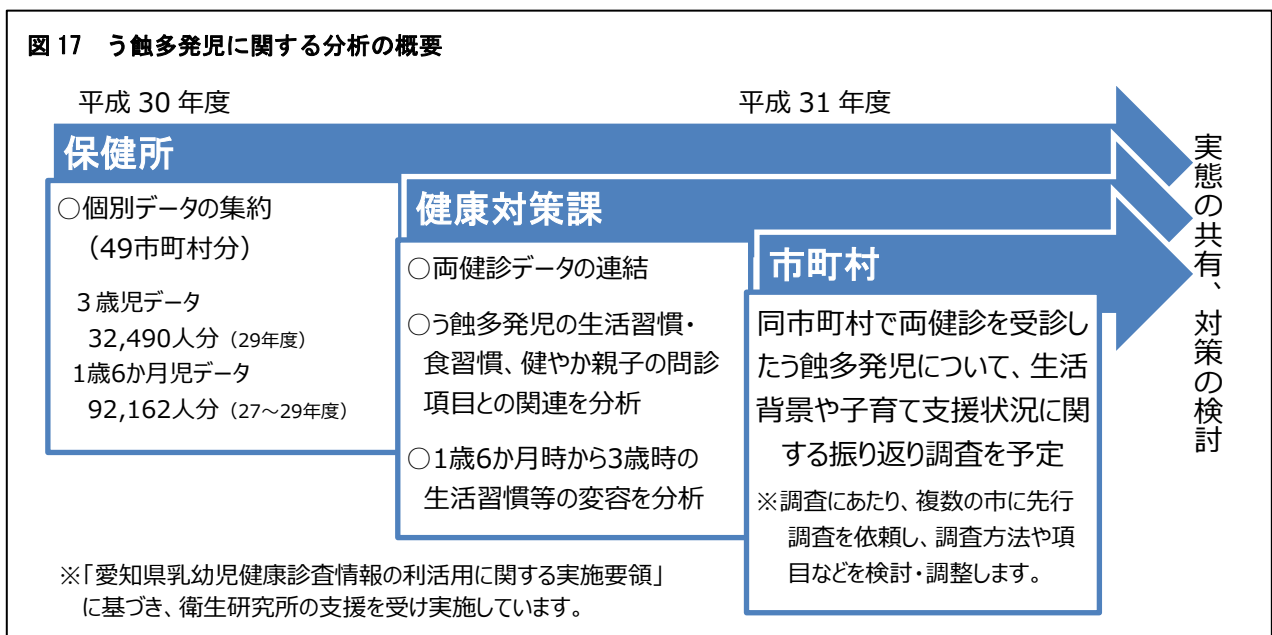 図 17 う蝕多発児に関する分析の概要
平成 30 年度
平成 31 年度
保健所
○個別データの集約
（49市町村分）
３歳児データ
32,490人分（29年度）
1歳6か月児データ
92,162人分（27～29年度）
健康対策課
○両健診データの連結
○う蝕多発児の生活習慣・
食習慣、健やか親子の問診
項目との関連を分析
○1歳6か月時から3歳時の
生活習慣等の変容を分析
市町村
同市町村で両健診を受診し
たう蝕多発児について、生活
背景や子育て支援状況に関
する振り返り調査を予定
※調査にあたり、複数の市に先行
調査を依頼し、調査方法や項
目などを検討・調整します。
実態の共有、対策の検討
※「愛知県乳幼児健康診査情報の利活用に関する実施要領」
に基づき、衛生研究所の支援を受け実施しています。